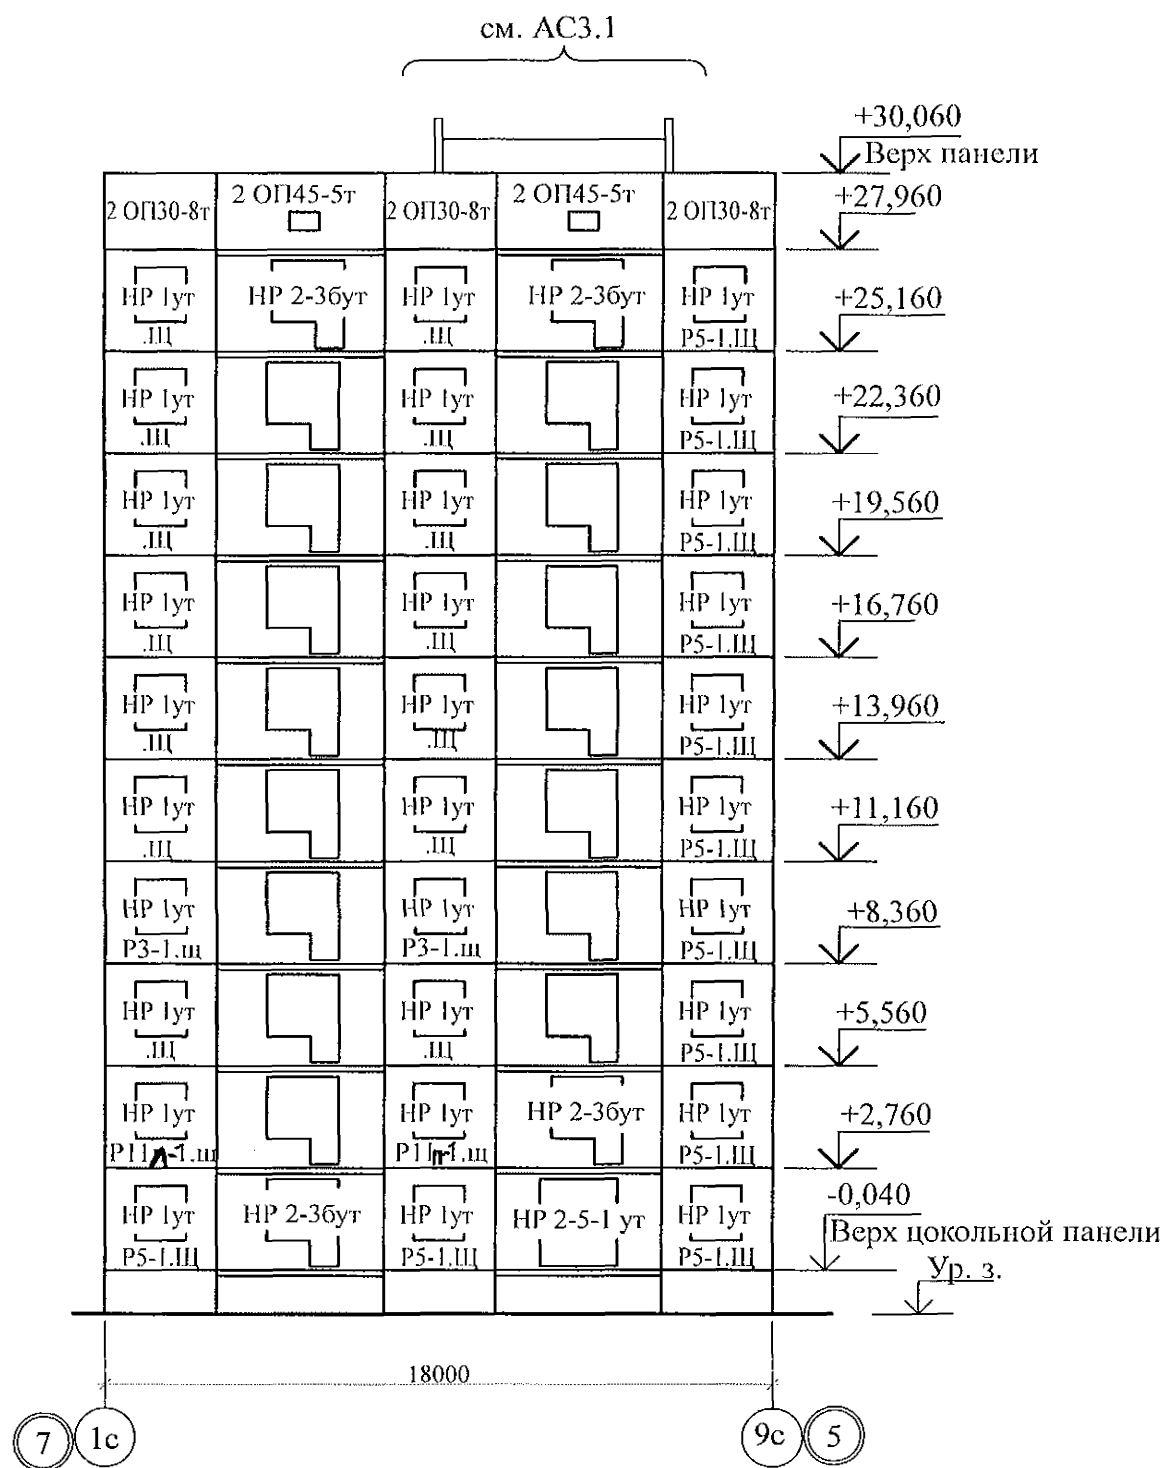 см. АС3.1
+30,060
Верх панели
2 ОП30-8т 2 ОП45-5т 2 ОП30-8т 2 ОП45-5т 2 ОП30-8т +27,960
НР 1ут НР 2-3бут НР 1ут НР 2-3бут НР 1ут +25,160
.Щ .Щ Р5-1.Щ
НР 1ут НР 1ут НР 1ут +22,360
.Щ .Щ Р5-1.Щ
НР 1ут НР 1ут НР 1ут +19,560
.Щ .Щ Р5-1.Щ
НР 1ут НР 1ут НР 1ут +16,760
.Щ .Щ Р5-1.Щ
НР 1ут НР 1ут НР 1ут +13,960
.Щ .Щ Р5-1.Щ
НР 1ут НР 1ут НР 1ут +11,160
.Щ .Щ Р5-1.Щ
НР 1ут НР 1ут НР 1ут +8,360
Р3-1.щ Р3-1.щ Р5-1.Щ
НР 1ут НР 1ут НР 1ут +5,560
.Щ .Щ Р5-1.Щ
НР 1ут НР 1ут НР 2-3бут НР 1ут +2,760
Р5-1.Щ
-0,040
НР 1ут НР 2-3бут НР 1ут НР 2-5-1 ут НР 1ут Верх цокольной панели
Р5-1.Щ Р5-1.Щ Р5-1.Щ
Ур. з.
18000
7 1с 9с 5